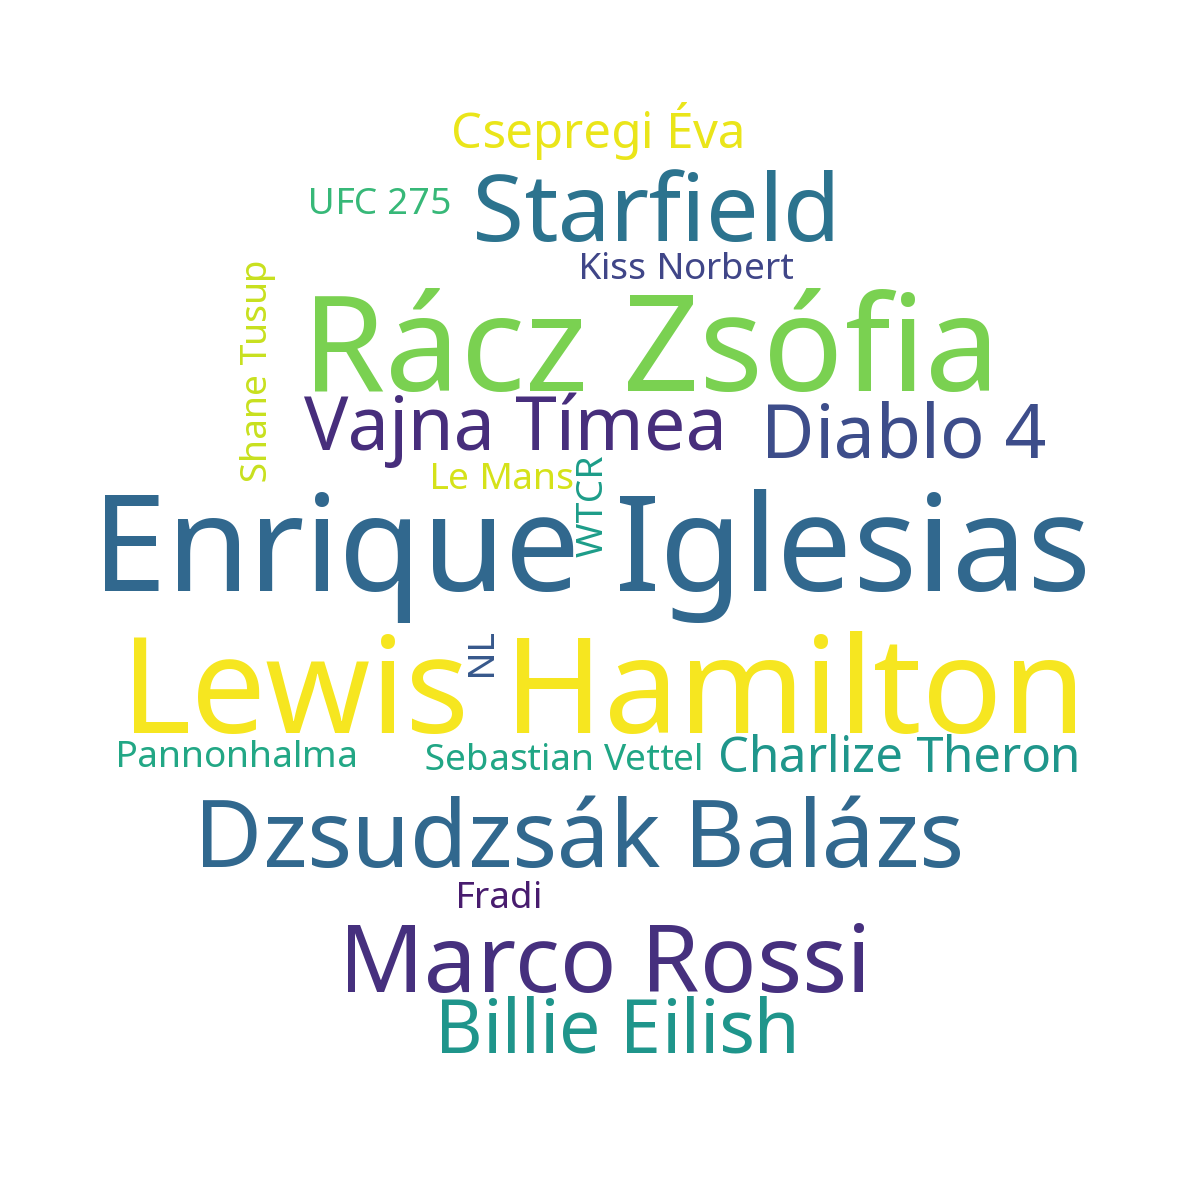 Csepregi Éva
UFC 275
Starfield
Kiss Norbert
Shane Tusup
Rácz Zsófia
Vajna Tímea
Diablo 4
Le Mans
WTCR
Enrique Iglesias
Lewis Hamilton
NL
Pannonhalma
Sebastian Vettel
Charlize Theron
Dzsudzsák Balázs
Fradi
Marco Rossi
Billie Eilish